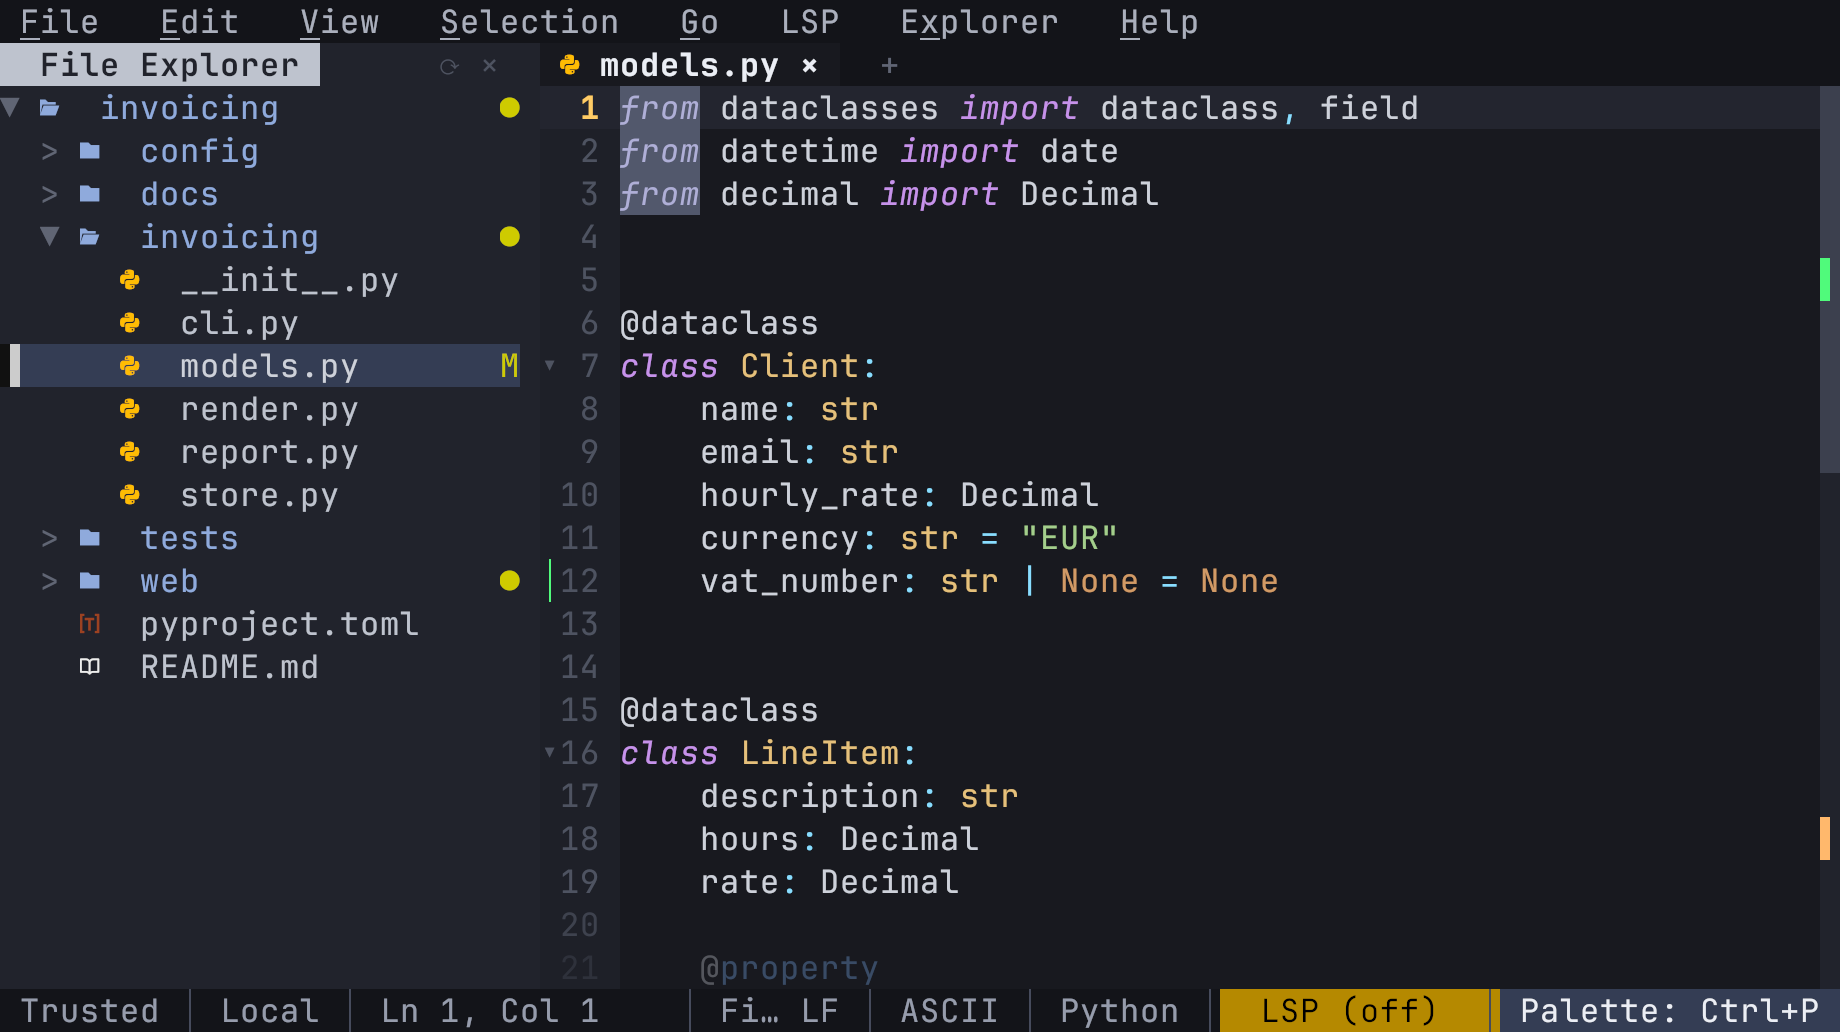 File Edit View Selection Go LSP Explorer Help
File Explorer ⟳ ×
models.py × +
invoicing
config
docs
invoicing
__init__.py
cli.py
models.py M
render.py
report.py
store.py
tests
web
pyproject.toml
README.md
1 from dataclasses import dataclass, field
2 from datetime import date
3 from decimal import Decimal
4
5
6 @dataclass
7 class Client:
8 name: str
9 email: str
10 hourly_rate: Decimal
11 currency: str = "EUR"
12 vat_number: str | None = None
13
14
15 @dataclass
16 class LineItem:
17 description: str
18 hours: Decimal
19 rate: Decimal
20
21 @property
Trusted Local Ln 1, Col 1 Fi… LF ASCII Python LSP (off) Palette: Ctrl+P